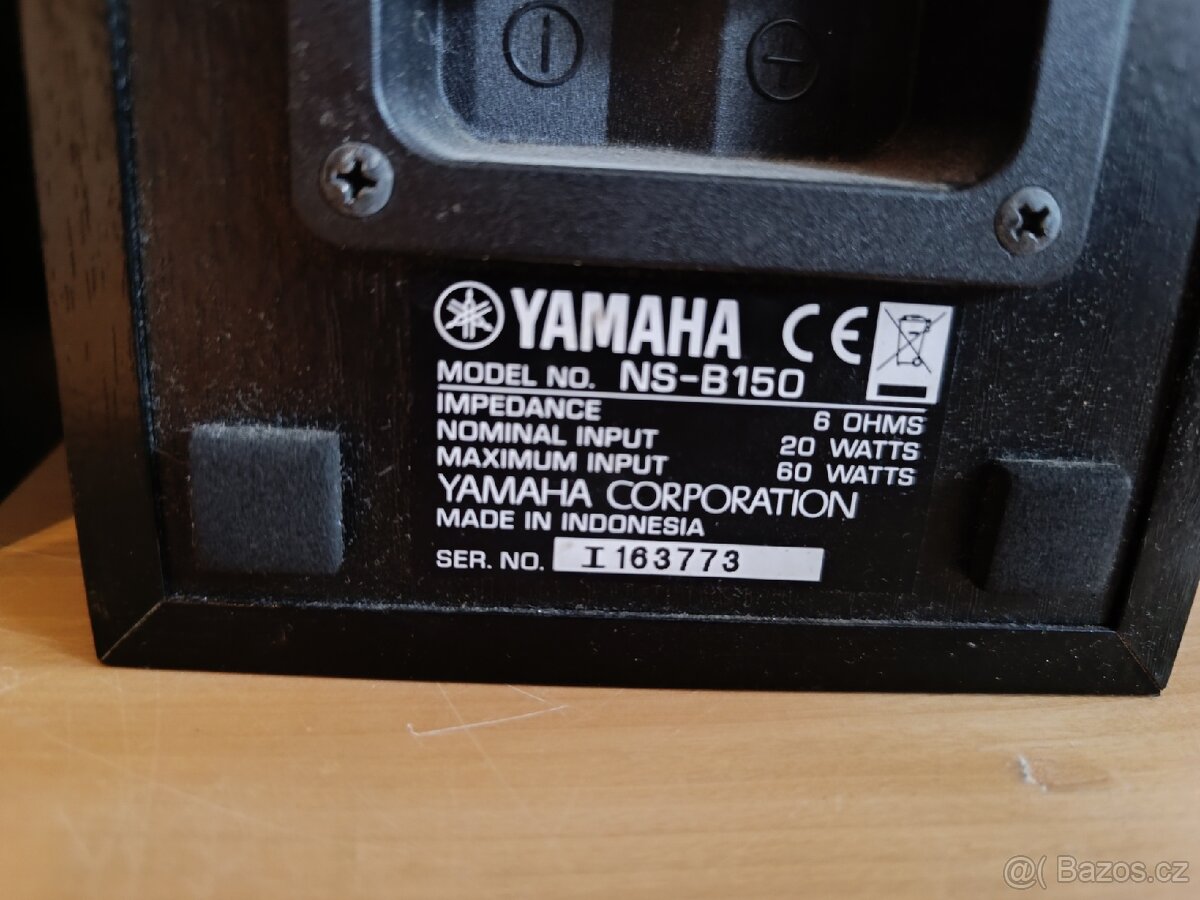 − +
YAMAHA CE
MODEL NO. NS-B150
IMPEDANCE 6 OHMS
NOMINAL INPUT 20 WATTS
MAXIMUM INPUT 60 WATTS
YAMAHA CORPORATION
MADE IN INDONESIA
SER. NO. I 163773
@( Bazos.cz